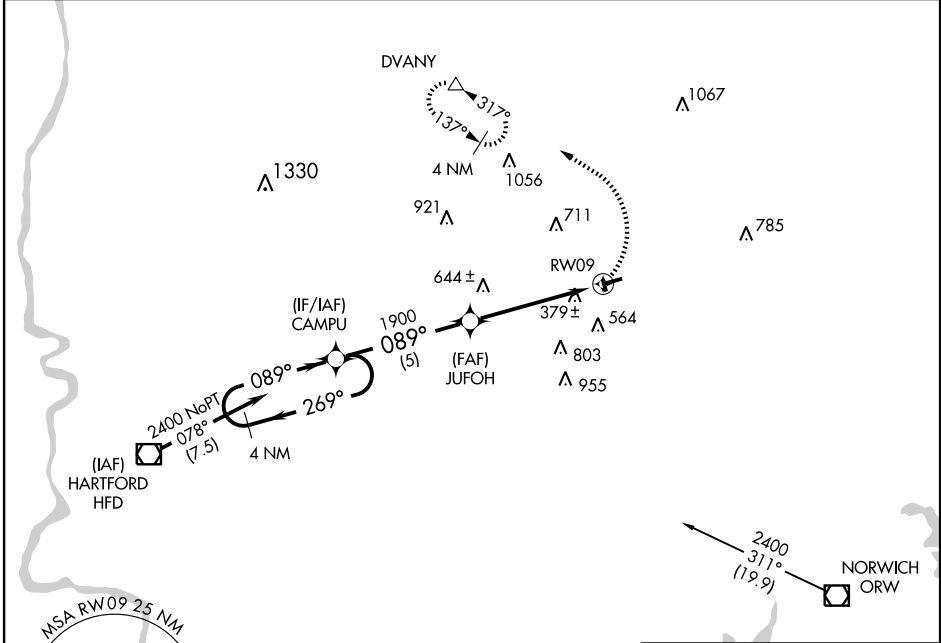 DVANY
317°
137°
4 NM
1067
1056
1330
921
711
785
RW09
644 ±
379 ±
564
803
955
(IF/IAF)
CAMPU
1900
089°
(5)
(FAF)
JUFOH
089°
269°
2400 NoPT
078°
(7.5)
4 NM
(IAF)
HARTFORD
HFD
2400
311°
(19.9)
NORWICH
ORW
MSA RW09 25 NM